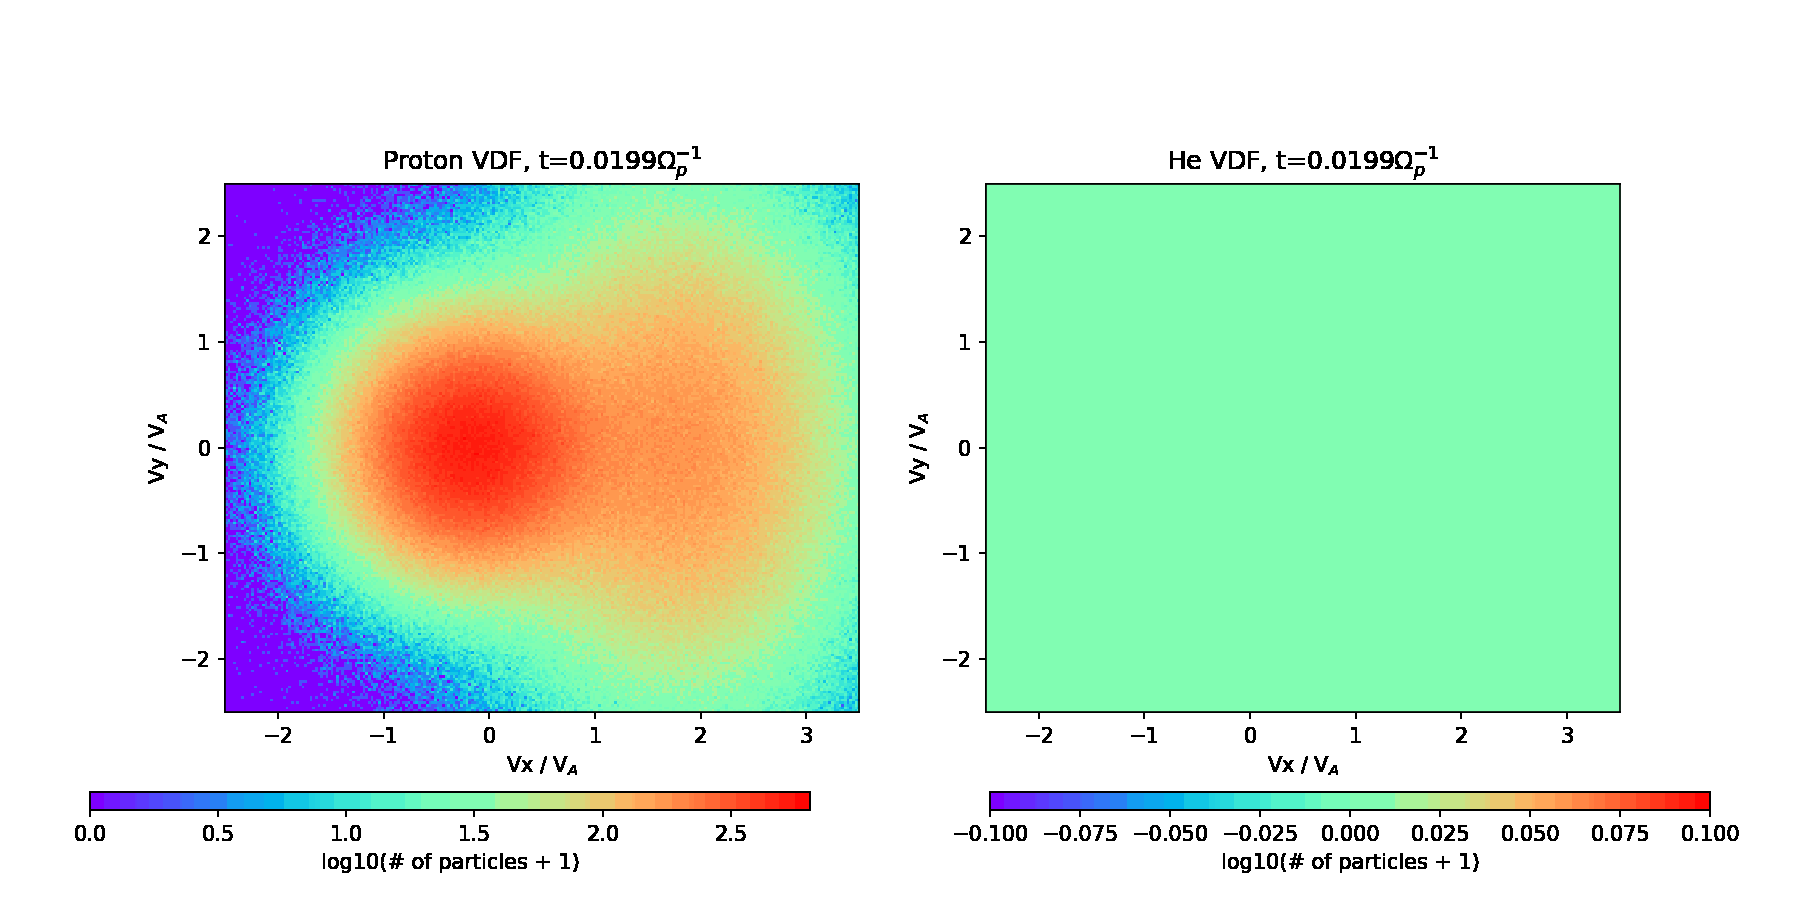 Proton VDF, t=0.0199Ω_p^{-1}
2
1
0
−1
−2
Vy / V_A
−2 −1 0 1 2 3
Vx / V_A
0.0 0.5 1.0 1.5 2.0 2.5
log10(# of particles + 1)
He VDF, t=0.0199Ω_p^{-1}
2
1
0
−1
−2
Vy / V_A
−2 −1 0 1 2 3
Vx / V_A
−0.100 −0.075 −0.050 −0.025 0.000 0.025 0.050 0.075 0.100
log10(# of particles + 1)